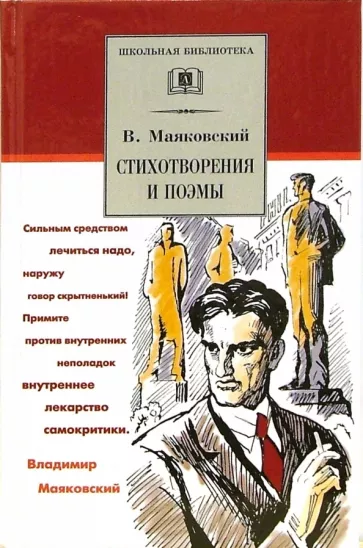 ШКОЛЬНАЯ БИБЛИОТЕКА
В. Маяковский
СТИХОТВОРЕНИЯ
И ПОЭМЫ
Сильным средством
лечиться надо,
наружу
говор скрытненький!
Примите
против внутренних
неполадок
внутреннее
лекарство
самокритики.
Владимир
Маяковский